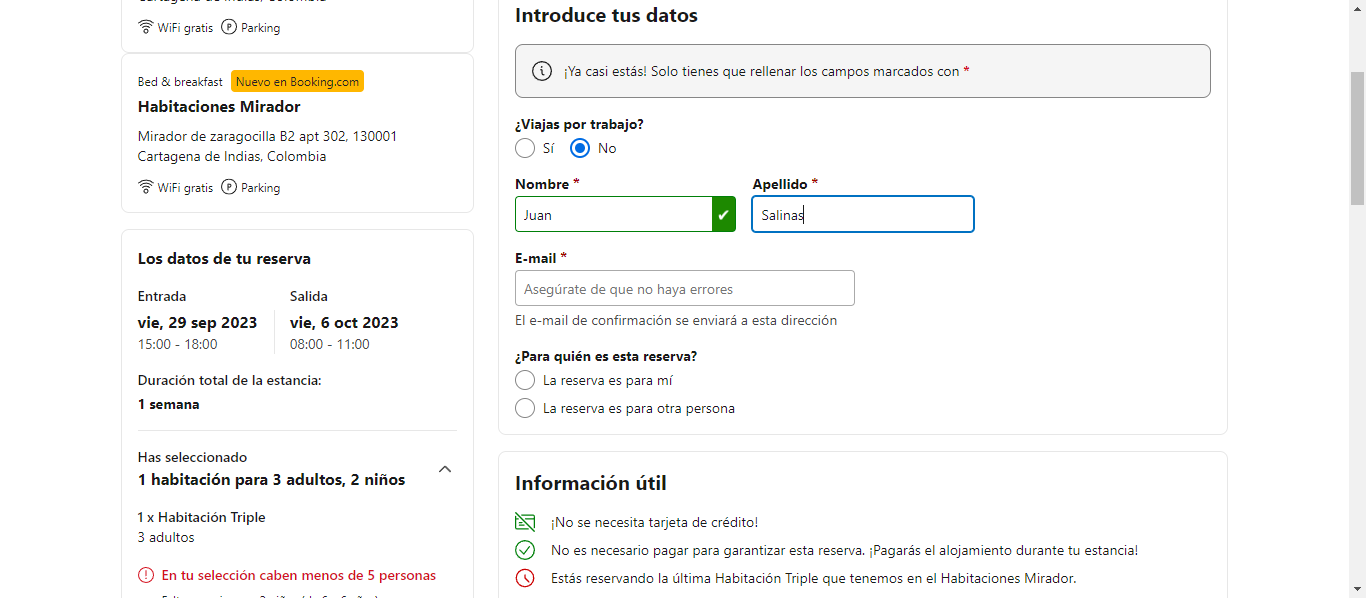 WiFi gratis Parking
Bed & breakfast Nuevo en Booking.com
Habitaciones Mirador
Mirador de zaragocilla B2 apt 302, 130001
Cartagena de Indias, Colombia
WiFi gratis Parking
Los datos de tu reserva
Entrada
vie, 29 sep 2023
15:00 - 18:00
Salida
vie, 6 oct 2023
08:00 - 11:00
Duración total de la estancia:
1 semana
Has seleccionado
1 habitación para 3 adultos, 2 niños
1 x Habitación Triple
3 adultos
En tu selección caben menos de 5 personas
Introduce tus datos
¡Ya casi estás! Solo tienes que rellenar los campos marcados con *
¿Viajas por trabajo?
Sí No
Nombre *
Juan
Apellido *
Salinas
E-mail *
Asegúrate de que no haya errores
El e-mail de confirmación se enviará a esta dirección
¿Para quién es esta reserva?
La reserva es para mí
La reserva es para otra persona
Información útil
¡No se necesita tarjeta de crédito!
No es necesario pagar para garantizar esta reserva. ¡Pagarás el alojamiento durante tu estancia!
Estás reservando la última Habitación Triple que tenemos en el Habitaciones Mirador.